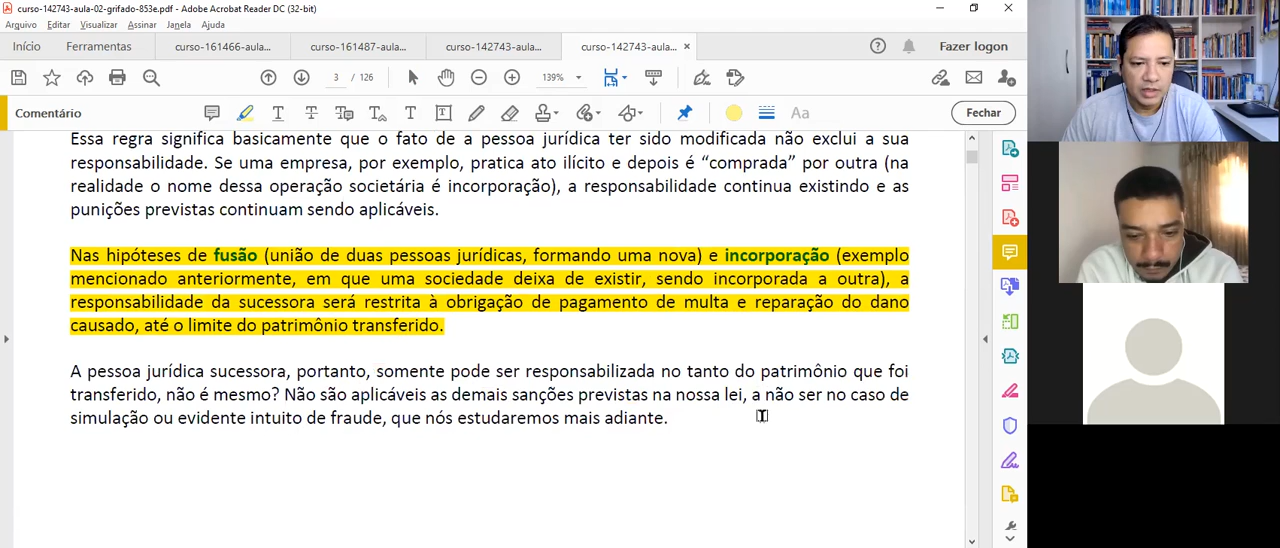 curso-142743-aula-02-grifado-853e.pdf - Adobe Acrobat Reader DC (32-bit)
Arquivo Editar Visualizar Assinar Janela Ajuda
Início Ferramentas curso-161466-aula... curso-161487-aula... curso-142743-aula... curso-142743-aula... × Fazer logon
3 / 126 139%
Comentário Fechar
Essa regra significa basicamente que o fato de a pessoa jurídica ter sido modificada não exclui a sua
responsabilidade. Se uma empresa, por exemplo, pratica ato ilícito e depois é “comprada” por outra (na
realidade o nome dessa operação societária é incorporação), a responsabilidade continua existindo e as
punições previstas continuam sendo aplicáveis.
Nas hipóteses de fusão (união de duas pessoas jurídicas, formando uma nova) e incorporação (exemplo
mencionado anteriormente, em que uma sociedade deixa de existir, sendo incorporada a outra), a
responsabilidade da sucessora será restrita à obrigação de pagamento de multa e reparação do dano
causado, até o limite do patrimônio transferido.
A pessoa jurídica sucessora, portanto, somente pode ser responsabilizada no tanto do patrimônio que foi
transferido, não é mesmo? Não são aplicáveis as demais sanções previstas na nossa lei, a não ser no caso de
simulação ou evidente intuito de fraude, que nós estudaremos mais adiante.